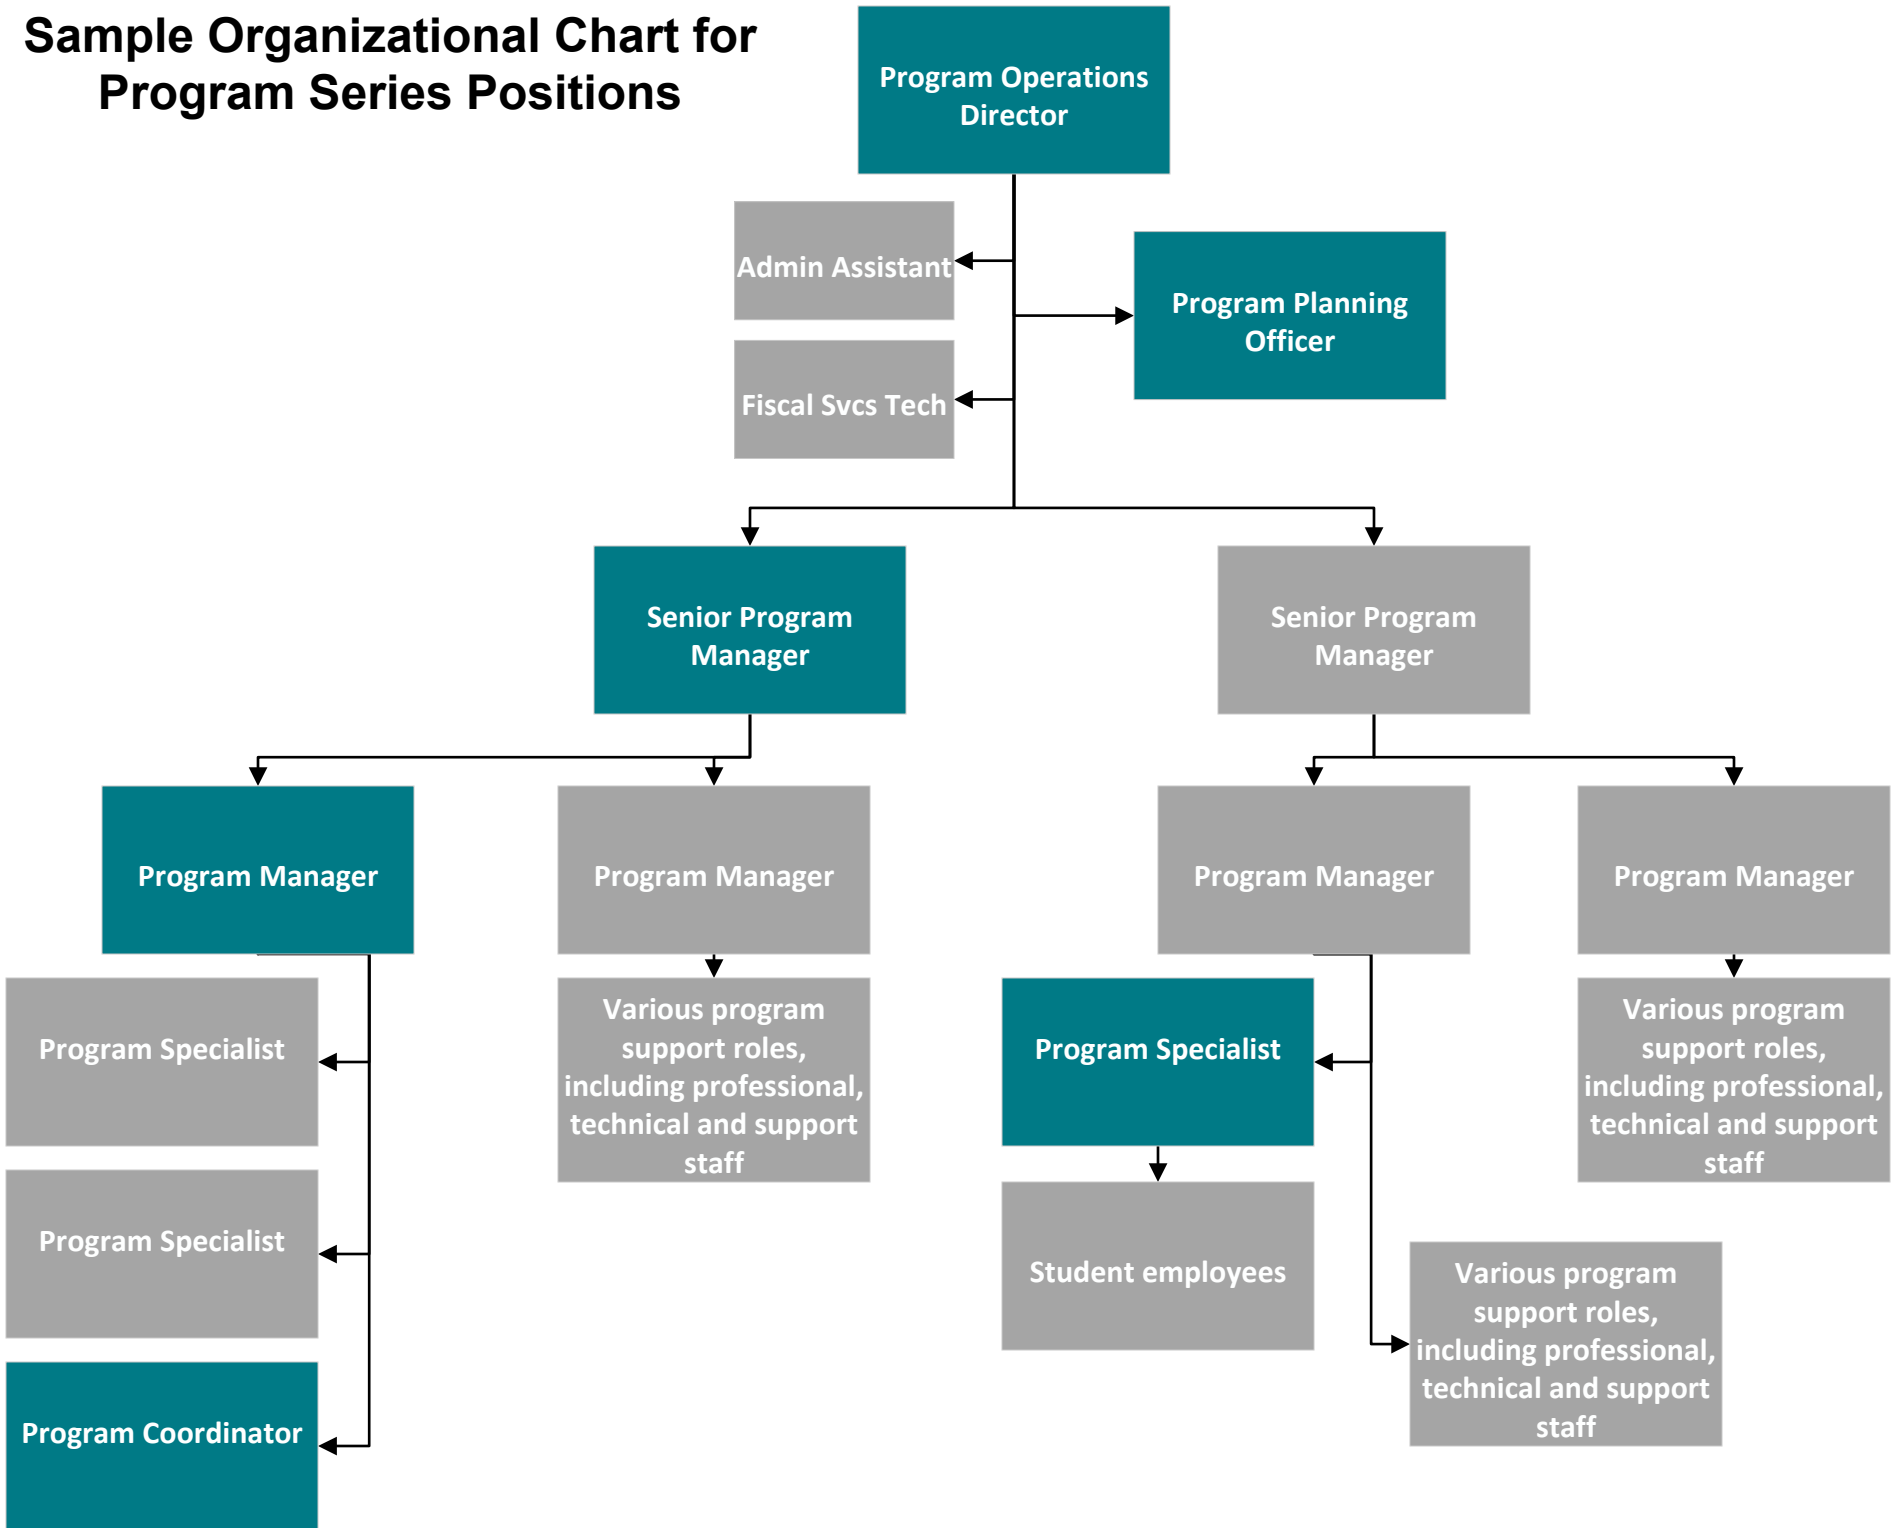 Sample Organizational Chart for
Program Series Positions
Program Operations
Director
Admin Assistant
Program Planning
Officer
Fiscal Svcs Tech
Senior Program
Manager
Senior Program
Manager
Program Manager
Program Manager
Program Manager
Program Manager
Program Specialist
Various program
support roles,
including professional,
technical and support
staff
Program Specialist
Various program
support roles,
including professional,
technical and support
staff
Program Specialist
Student employees
Various program
support roles,
including professional,
technical and support
staff
Program Coordinator